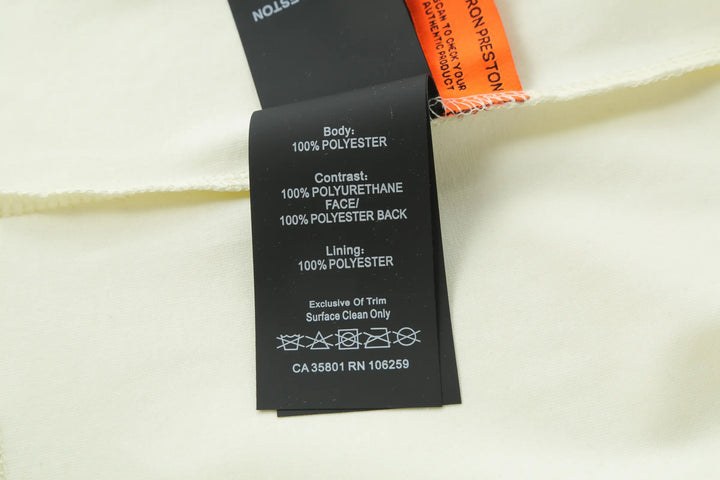 ESTON
RON PRESTON
SCAN TO CHECK YOUR
AUTHENTIC PRODUCT
Body:
100% POLYESTER
Contrast:
100% POLYURETHANE
FACE/
100% POLYESTER BACK
Lining:
100% POLYESTER
Exclusive Of Trim
Surface Clean Only
CA 35801 RN 106259